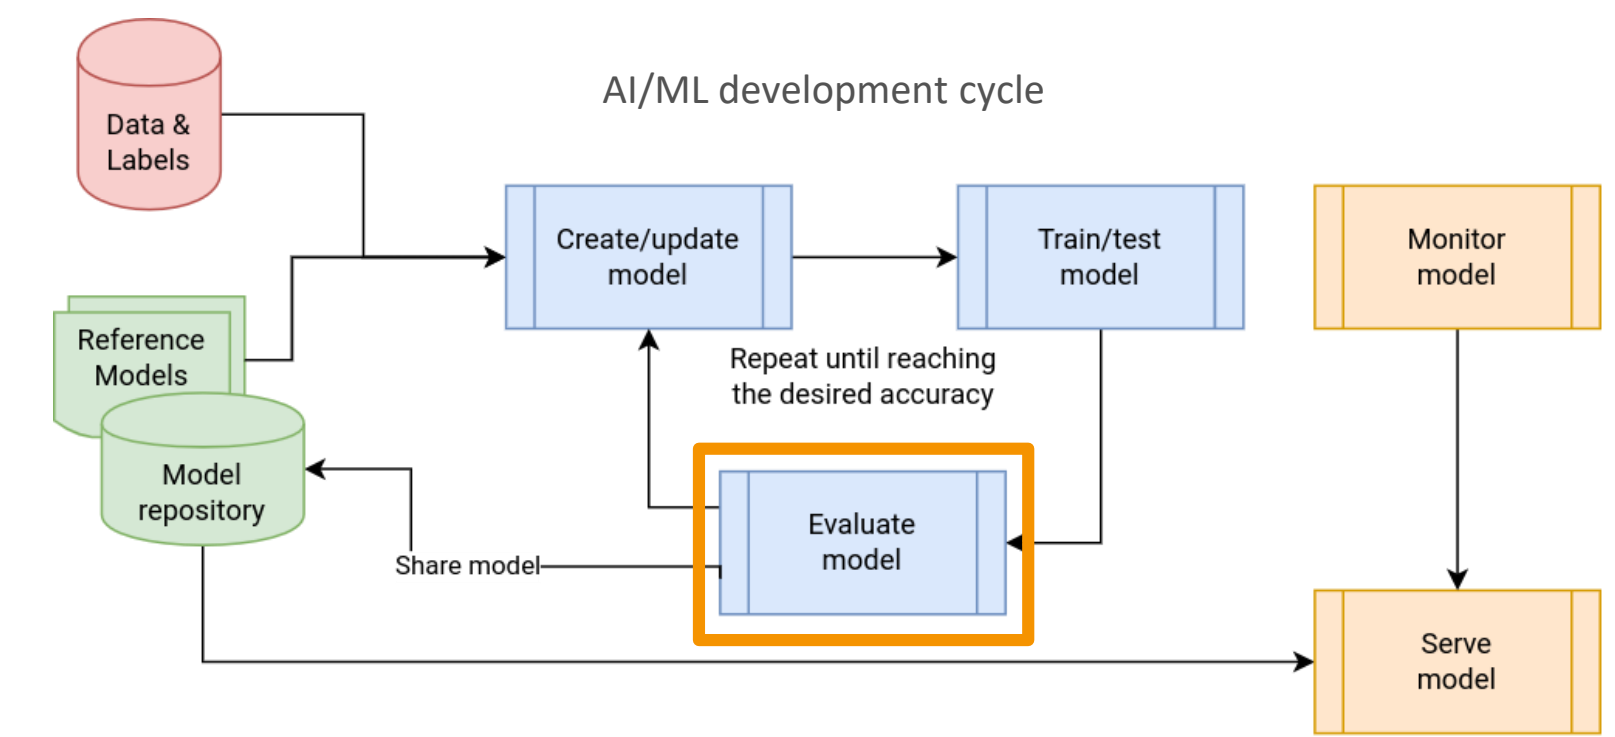 AI/ML development cycle
Data &
Labels
Create/update
model
Train/test
model
Monitor
model
Reference
Models
Repeat until reaching
the desired accuracy
Model
repository
Evaluate
model
Share model
Serve
model